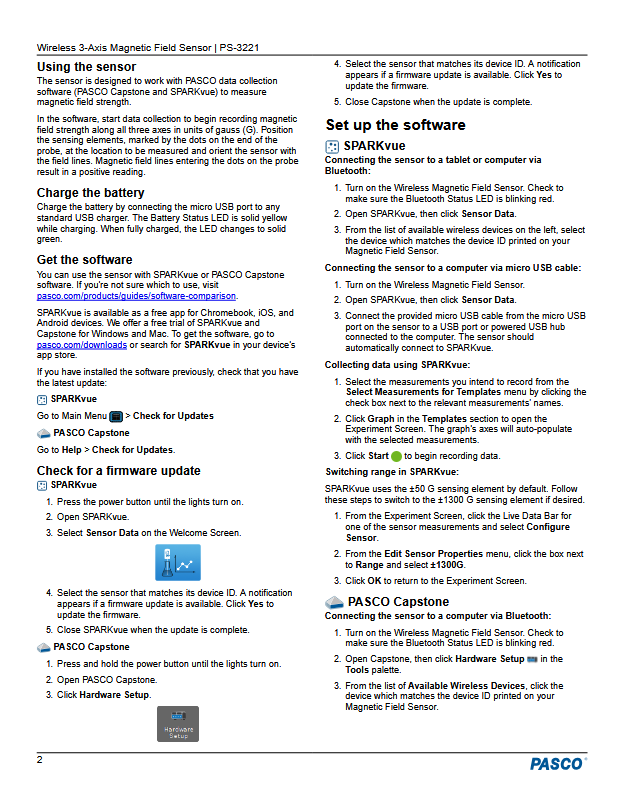 Wireless 3-Axis Magnetic Field Sensor | PS-3221
Using the sensor
The sensor is designed to work with PASCO data collection
software (PASCO Capstone and SPARKvue) to measure
magnetic field strength.
In the software, start data collection to begin recording magnetic
field strength along all three axes in units of gauss (G). Position
the sensing elements, marked by the dots on the end of the
probe, at the location to be measured and orient the sensor with
the field lines. Magnetic field lines entering the dots on the probe
result in a positive reading.
Charge the battery
Charge the battery by connecting the micro USB port to any
standard USB charger. The Battery Status LED is solid yellow
while charging. When fully charged, the LED changes to solid
green.
Get the software
You can use the sensor with SPARKvue or PASCO Capstone
software. If you're not sure which to use, visit
pasco.com/products/guides/software-comparison.
SPARKvue is available as a free app for Chromebook, iOS, and
Android devices. We offer a free trial of SPARKvue and
Capstone for Windows and Mac. To get the software, go to
pasco.com/downloads or search for SPARKvue in your device's
app store.
If you have installed the software previously, check that you have
the latest update:
SPARKvue
Go to Main Menu > Check for Updates
PASCO Capstone
Go to Help > Check for Updates.
Check for a firmware update
SPARKvue
1. Press the power button until the lights turn on.
2. Open SPARKvue.
3. Select Sensor Data on the Welcome Screen.
4. Select the sensor that matches its device ID. A notification
appears if a firmware update is available. Click Yes to
update the firmware.
5. Close SPARKvue when the update is complete.
PASCO Capstone
1. Press and hold the power button until the lights turn on.
2. Open PASCO Capstone.
3. Click Hardware Setup.
Hardware
Setup
4. Select the sensor that matches its device ID. A notification
appears if a firmware update is available. Click Yes to
update the firmware.
5. Close Capstone when the update is complete.
Set up the software
SPARKvue
Connecting the sensor to a tablet or computer via
Bluetooth:
1. Turn on the Wireless Magnetic Field Sensor. Check to
make sure the Bluetooth Status LED is blinking red.
2. Open SPARKvue, then click Sensor Data.
3. From the list of available wireless devices on the left, select
the device which matches the device ID printed on your
Magnetic Field Sensor.
Connecting the sensor to a computer via micro USB cable:
1. Turn on the Wireless Magnetic Field Sensor.
2. Open SPARKvue, then click Sensor Data.
3. Connect the provided micro USB cable from the micro USB
port on the sensor to a USB port or powered USB hub
connected to the computer. The sensor should
automatically connect to SPARKvue.
Collecting data using SPARKvue:
1. Select the measurements you intend to record from the
Select Measurements for Templates menu by clicking the
check box next to the relevant measurements' names.
2. Click Graph in the Templates section to open the
Experiment Screen. The graph's axes will auto-populate
with the selected measurements.
3. Click Start to begin recording data.
Switching range in SPARKvue:
SPARKvue uses the ±50 G sensing element by default. Follow
these steps to switch to the ±1300 G sensing element if desired.
1. From the Experiment Screen, click the Live Data Bar for
one of the sensor measurements and select Configure
Sensor.
2. From the Edit Sensor Properties menu, click the box next
to Range and select ±1300G.
3. Click OK to return to the Experiment Screen.
PASCO Capstone
Connecting the sensor to a computer via Bluetooth:
1. Turn on the Wireless Magnetic Field Sensor. Check to
make sure the Bluetooth Status LED is blinking red.
2. Open Capstone, then click Hardware Setup in the
Tools palette.
3. From the list of Available Wireless Devices, click the
device which matches the device ID printed on your
Magnetic Field Sensor.
2
PASCO